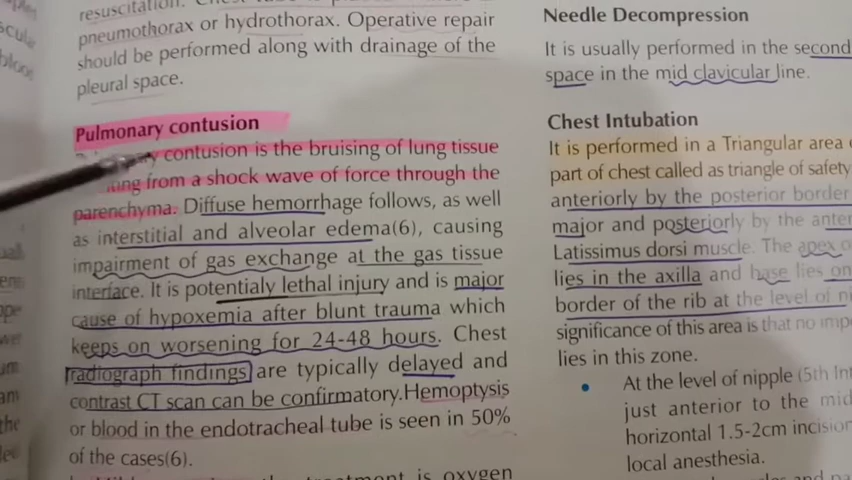 resuscitation.
pneumothorax or hydrothorax. Operative repair
should be performed along with drainage of the
pleural space.
Pulmonary contusion
contusion is the bruising of lung tissue
from a shock wave of force through the
parenchyma. Diffuse hemorrhage follows, as well
as interstitial and alveolar edema(6), causing
impairment of gas exchange at the gas tissue
interface. It is potentialy lethal injury and is major
cause of hypoxemia after blunt trauma which
keeps on worsening for 24-48 hours. Chest
radiograph findings are typically delayed and
contrast CT scan can be confirmatory.Hemoptysis
or blood in the endotracheal tube is seen in 50%
of the cases(6).
treatment is oxygen
Needle Decompression
It is usually performed in the second
space in the mid clavicular line.
Chest Intubation
It is performed in a Triangular area
part of chest called as triangle of safety
anteriorly by the posterior border
major and posteriorly by the
Latissimus dorsi muscle. The apex
lies in the axilla and base lies on
border of the rib at the level of
significance of this area is that no
lies in this zone.
• At the level of nipple (5th
just anterior to the mid
horizontal 1.5-2cm incision
local anesthesia.